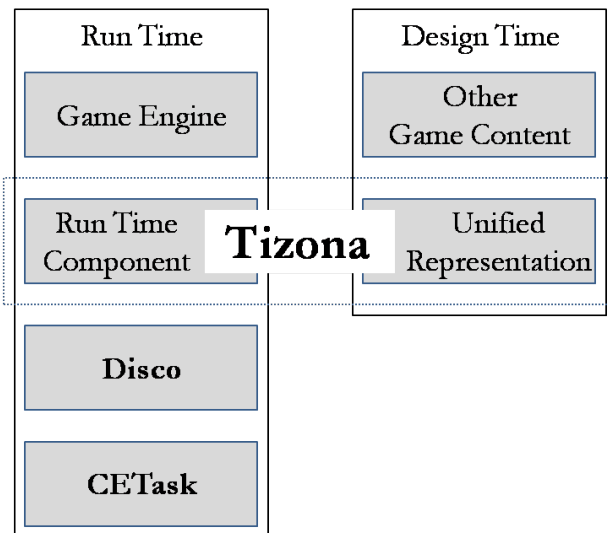 Run Time
Game Engine
Run Time
Component
Tizona
Disco
CETask
Design Time
Other
Game Content
Unified
Representation